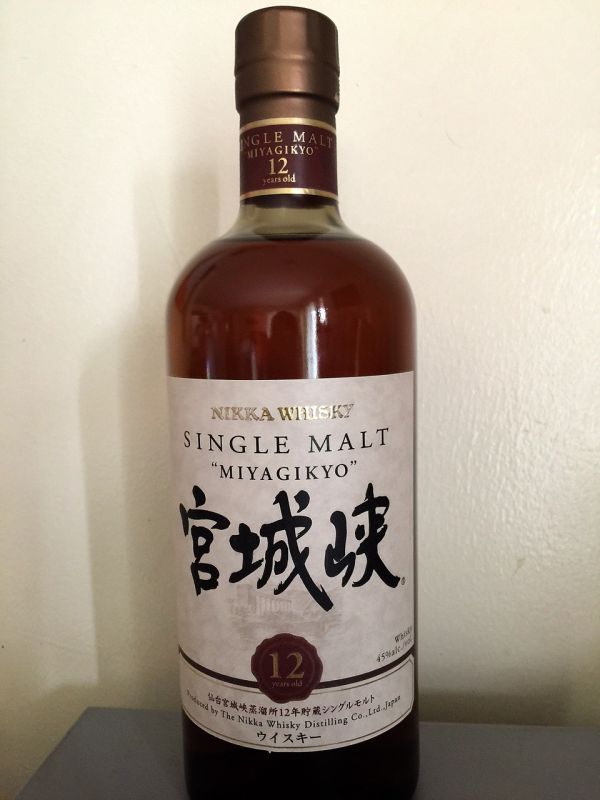 SINGLE MALT
"MIYAGIKYO"
12
years old
NIKKA WHISKY
SINGLE MALT
"MIYAGIKYO"
宮城峡®
Whisky
45%alc./vol.
12
years old
仙台宮城峡蒸溜所12年貯蔵シングルモルト
Produced by The Nikka Whisky Distilling Co.,Ltd.,Japan
ウイスキー